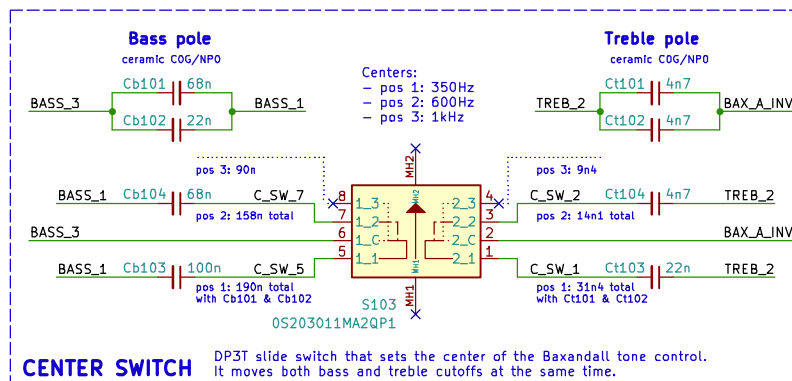 Bass pole
ceramic C0G/NP0
Cb101 68n
BASS_3
BASS_1
Cb102 22n
Centers:
– pos 1: 350Hz
– pos 2: 600Hz
– pos 3: 1kHz
Treble pole
ceramic C0G/NP0
Ct101 4n7
TREB_2
BAX_A_INV
Ct102 4n7
pos 3: 90n
MH2
pos 3: 9n4
BASS_1
Cb104 68n
C_SW_7
pos 2: 158n total
BASS_3
BASS_1
Cb103 100n
C_SW_5
pos 1: 190n total
with Cb101 & Cb102
8
7
6
5
1_3
1_2
1_C
1_1
MH2
MH1
2_3
2_2
2_C
2_1
4
3
2
1
MH1
S103
OS203011MA2QP1
C_SW_2
Ct104 4n7
TREB_2
pos 2: 14n1 total
BAX_A_INV
C_SW_1
Ct103 22n
TREB_2
pos 1: 31n4 total
with Ct101 & Ct102
CENTER SWITCH
DP3T slide switch that sets the center of the Baxandall tone control.
It moves both bass and treble cutoffs at the same time.